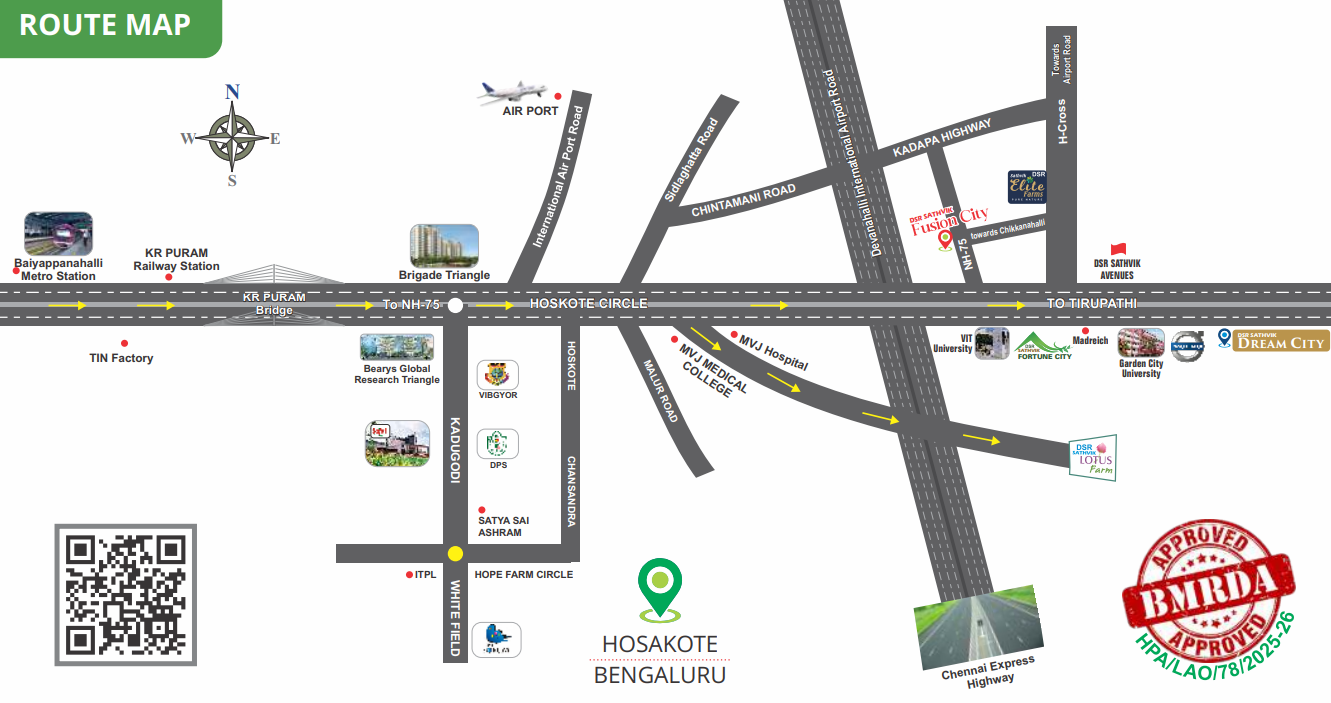 ROUTE MAP
N
W
E
S
AIR PORT
International Air Port Road
Sidlaghatta Road
CHINTAMANI ROAD
Devanahalli International Airport Road
KADAPA HIGHWAY
Towards
Airport Road
H-Cross
Sathvik DSR
Elite
Farms
PURE NATURE
DSR SATHVIK
Fusion City
towards Chikkanahalli
NH-75
DSR SATHVIK
AVENUES
Baiyappanahalli
Metro Station
KR PURAM
Railway Station
Brigade Triangle
KR PURAM
Bridge
To NH-75
HOSKOTE CIRCLE
TO TIRUPATHI
TIN Factory
Bearys Global
Research Triangle
VIBGYOR
DPS
KADUGODI
HOSKOTE
CHANSANDRA
MALUR ROAD
MVJ MEDICAL
COLLEGE
MVJ Hospital
VIT
University
DSR
SATHVIK
FORTUNE CITY
Madreich
Garden City
University
DSR SATHVIK
DREAM CITY
DSR
SATHVIK
LOTUS
Farm
SATYA SAI
ASHRAM
ITPL
HOPE FARM CIRCLE
WHITE FIELD
HOSAKOTE
BENGALURU
Chennai Express
Highway
APPROVED
BMRDA
APPROVED
HPA/LAO/78/2025-26